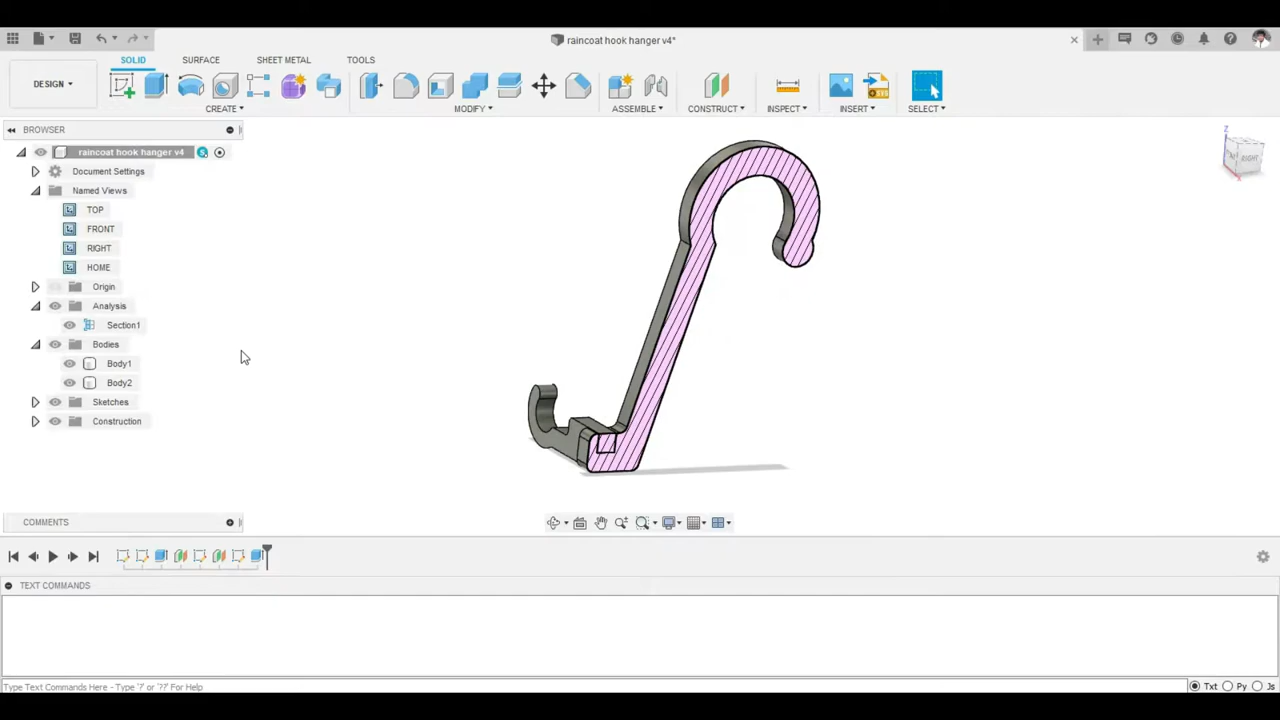 raincoat hook hanger v4*
SOLID
SURFACE
SHEET METAL
TOOLS
DESIGN
CREATE
MODIFY
ASSEMBLE
CONSTRUCT
INSPECT
INSERT
SELECT
BROWSER
raincoat hook hanger v4
Document Settings
Named Views
TOP
FRONT
RIGHT
HOME
Origin
Analysis
Section1
Bodies
Body1
Body2
Sketches
Construction
Z
RIGHT
COMMENTS
TEXT COMMANDS
Type Text Commands Here - Type '?' or '??' For Help
Txt
Py
Js